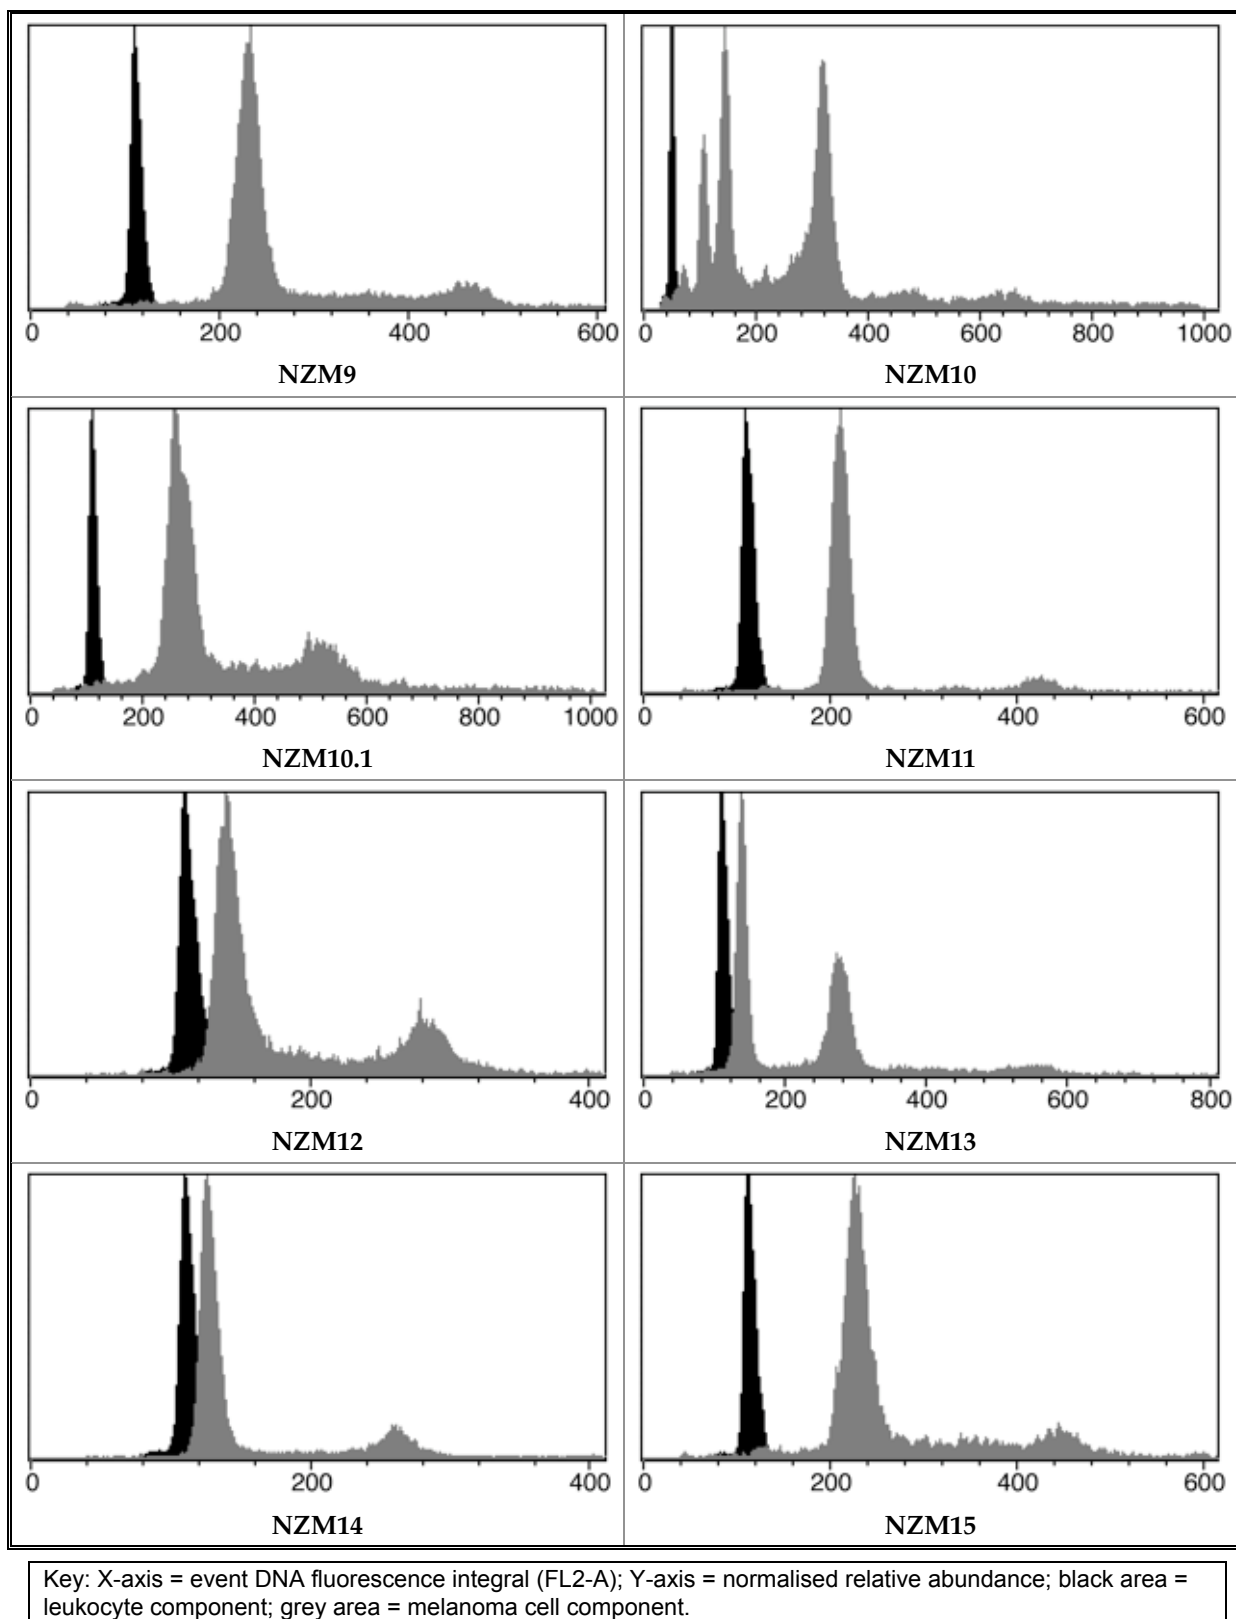 0 200 400 600
NZM9
0 200 400 600 800 1000
NZM10
0 200 400 600 800 1000
NZM10.1
0 200 400 600
NZM11
0 200 400
NZM12
0 200 400 600 800
NZM13
0 200 400
NZM14
0 200 400 600
NZM15
Key: X-axis = event DNA fluorescence integral (FL2-A); Y-axis = normalised relative abundance; black area =
leukocyte component; grey area = melanoma cell component.